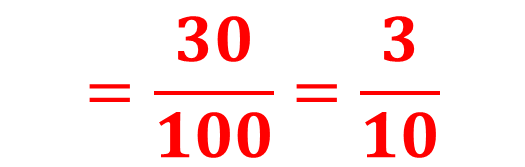 = 30/100 = 3/10